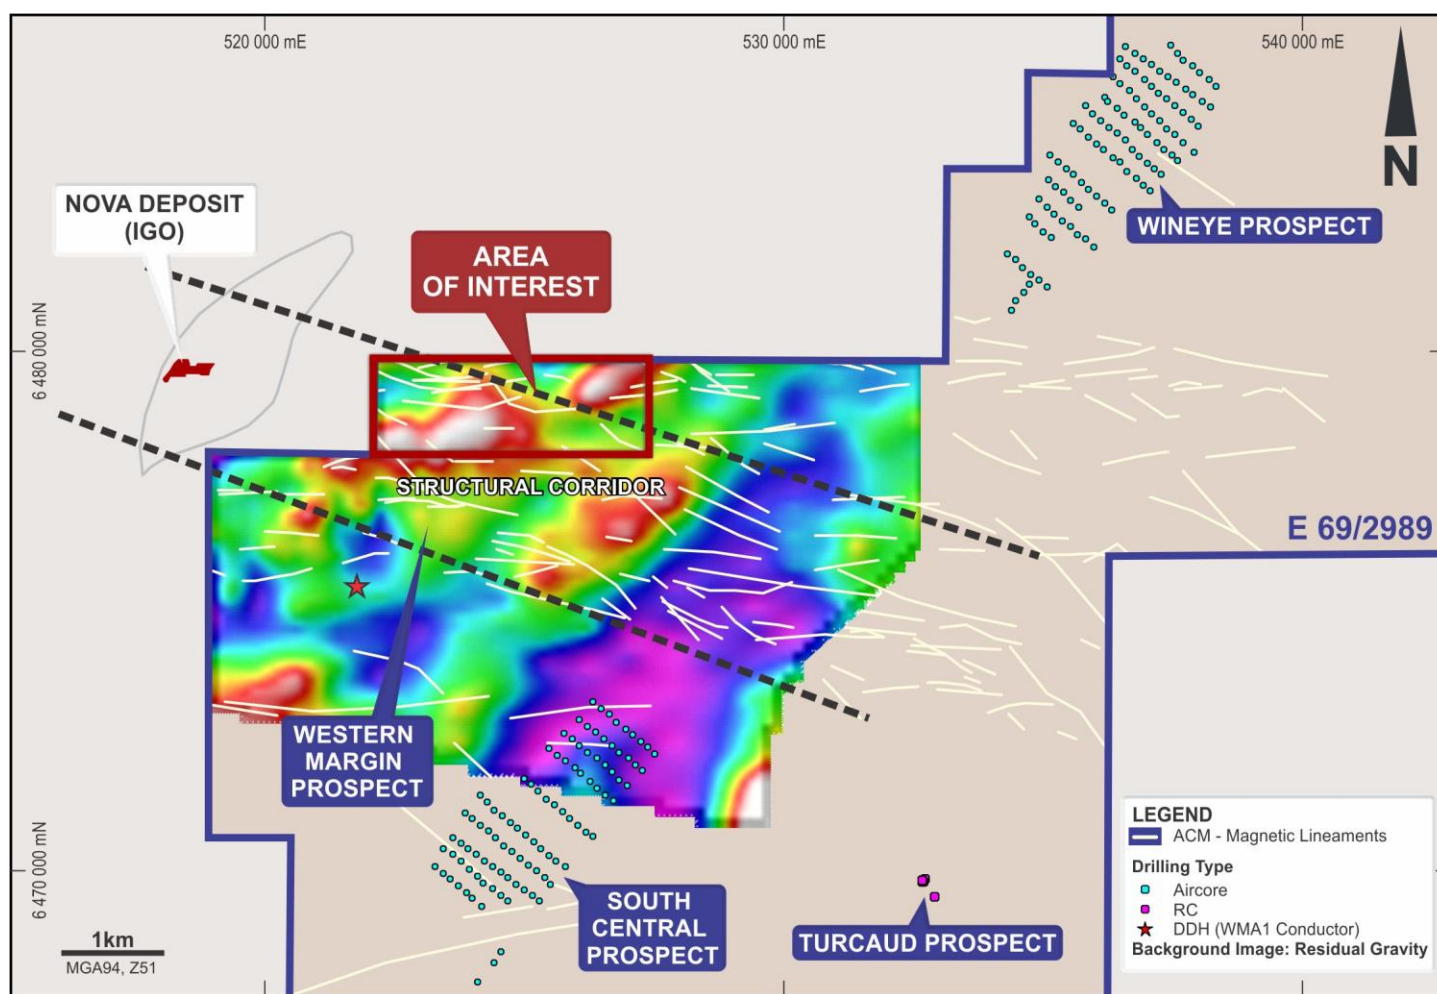 520 000 mE
530 000 mE
540 000 mE
N
NOVA DEPOSIT
(IGO)
AREA
OF INTEREST
WINEYE PROSPECT
6 480 000 mN
STRUCTURAL CORRIDOR
E 69/2989
WESTERN
MARGIN
PROSPECT
6 470 000 mN
SOUTH
CENTRAL
PROSPECT
TURCAUD PROSPECT
1km
MGA94, Z51
LEGEND
ACM - Magnetic Lineaments
Drilling Type
Aircore
RC
DDH (WMA1 Conductor)
Background Image: Residual Gravity